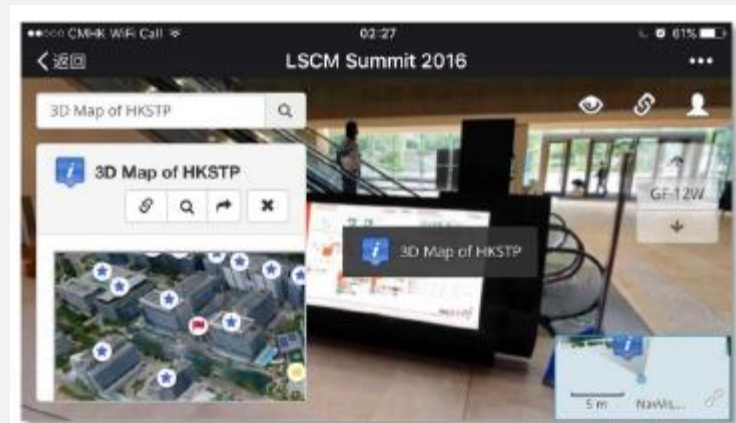 CMHK WiFi Call 02:27 61%
返回 LSCM Summit 2016
3D Map of HKSTP
3D Map of HKSTP
3D Map of HKSTP
GF-12W
5 m